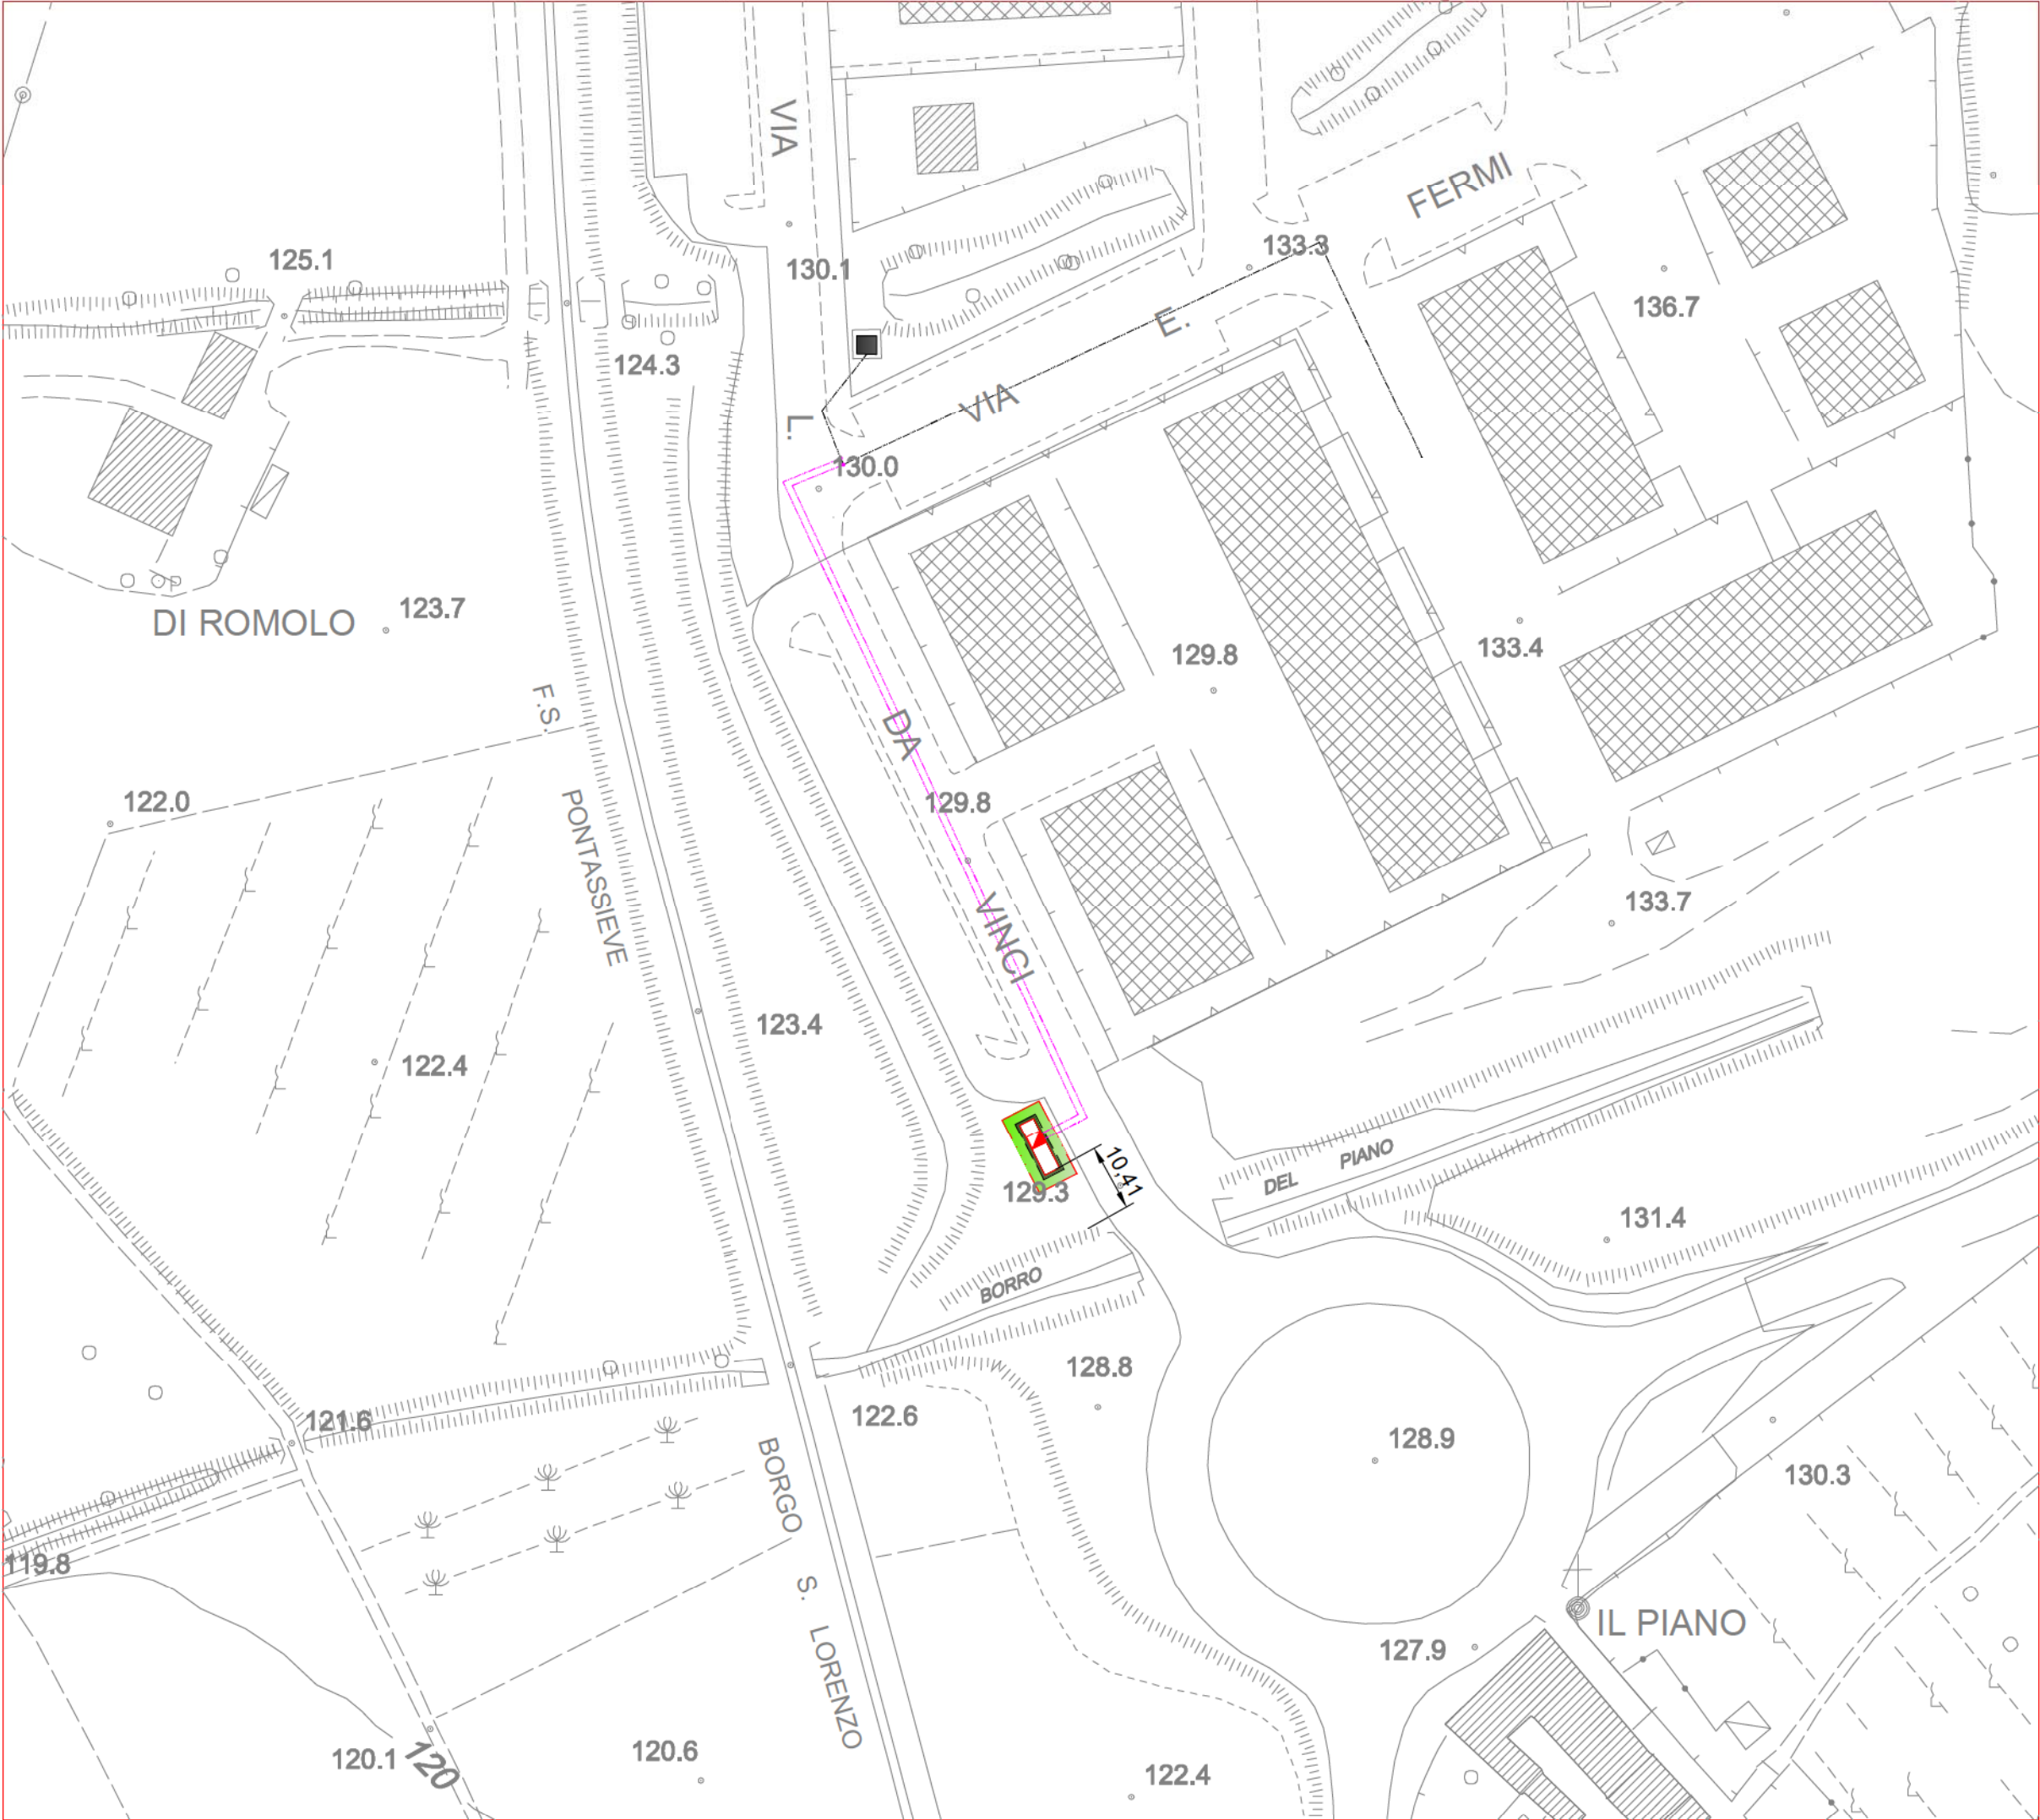 VIA
FERMI
125.1
130.1
133.3
136.7
E.
124.3
VIA
L.
130.0
DI ROMOLO
123.7
129.8
133.4
F.S.
DA
122.0
129.8
PONTASSIEVE
133.7
VINCI
123.4
122.4
10,41
PIANO
DEL
129.3
131.4
BORRO
128.8
122.6
121.6
128.9
BORGO
130.3
119.8
S.
IL PIANO
127.9
LORENZO
120.1
120
120.6
122.4